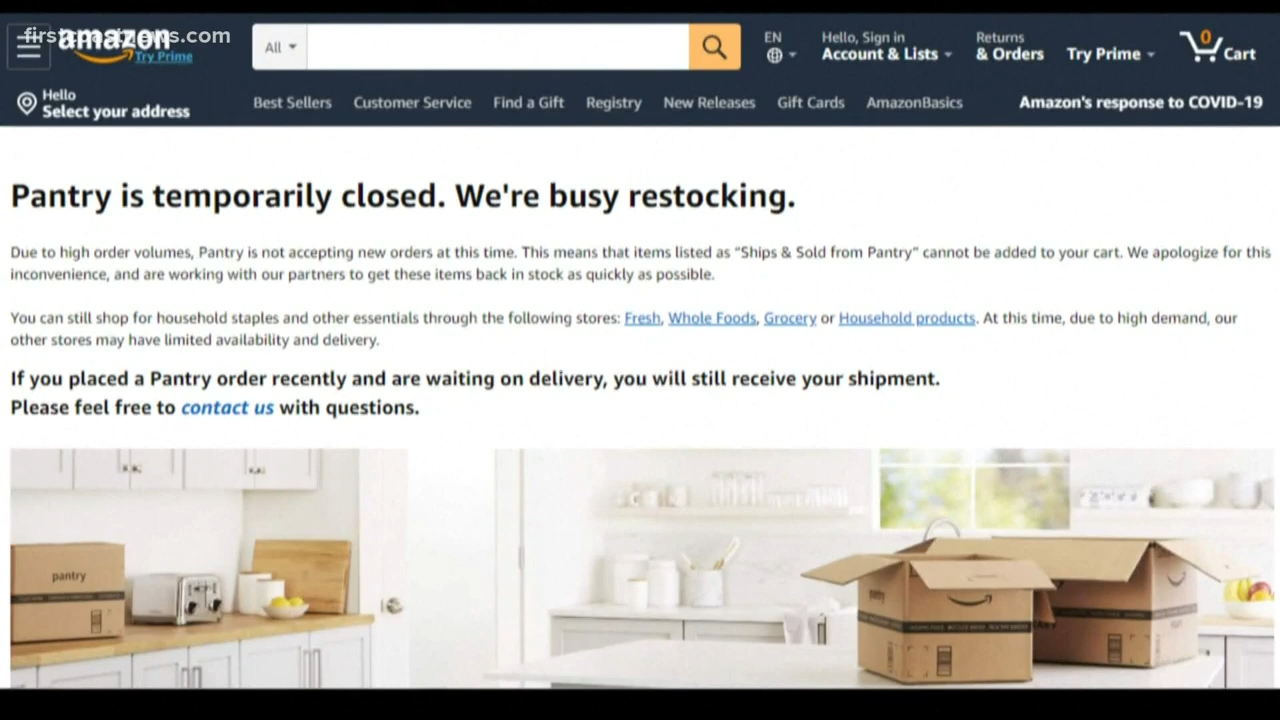 firstcoastnews.com
amazon
Try Prime
All
EN
Hello, Sign in
Account & Lists
Returns
& Orders
Try Prime
0
Cart
Hello
Select your address
Best Sellers
Customer Service
Find a Gift
Registry
New Releases
Gift Cards
AmazonBasics
Amazon's response to COVID-19
Pantry is temporarily closed. We're busy restocking.
Due to high order volumes, Pantry is not accepting new orders at this time. This means that items listed as “Ships & Sold from Pantry” cannot be added to your cart. We apologize for this
inconvenience, and are working with our partners to get these items back in stock as quickly as possible.
You can still shop for household staples and other essentials through the following stores: Fresh, Whole Foods, Grocery or Household products. At this time, due to high demand, our
other stores may have limited availability and delivery.
If you placed a Pantry order recently and are waiting on delivery, you will still receive your shipment.
Please feel free to contact us with questions.
pantry
pantry